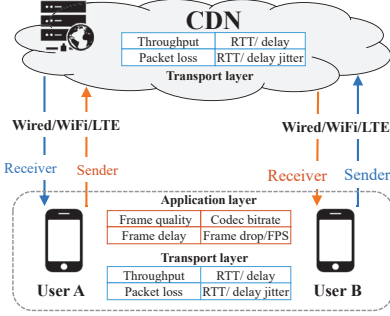 CDN
Throughput RTT/ delay
Packet loss RTT/ delay jitter
Transport layer
Wired/WiFi/LTE Wired/WiFi/LTE
Receiver Sender Receiver Sender
Application layer
Frame quality Codec bitrate
Frame delay Frame drop/FPS
Transport layer
Throughput RTT/ delay
Packet loss RTT/ delay jitter
User A User B